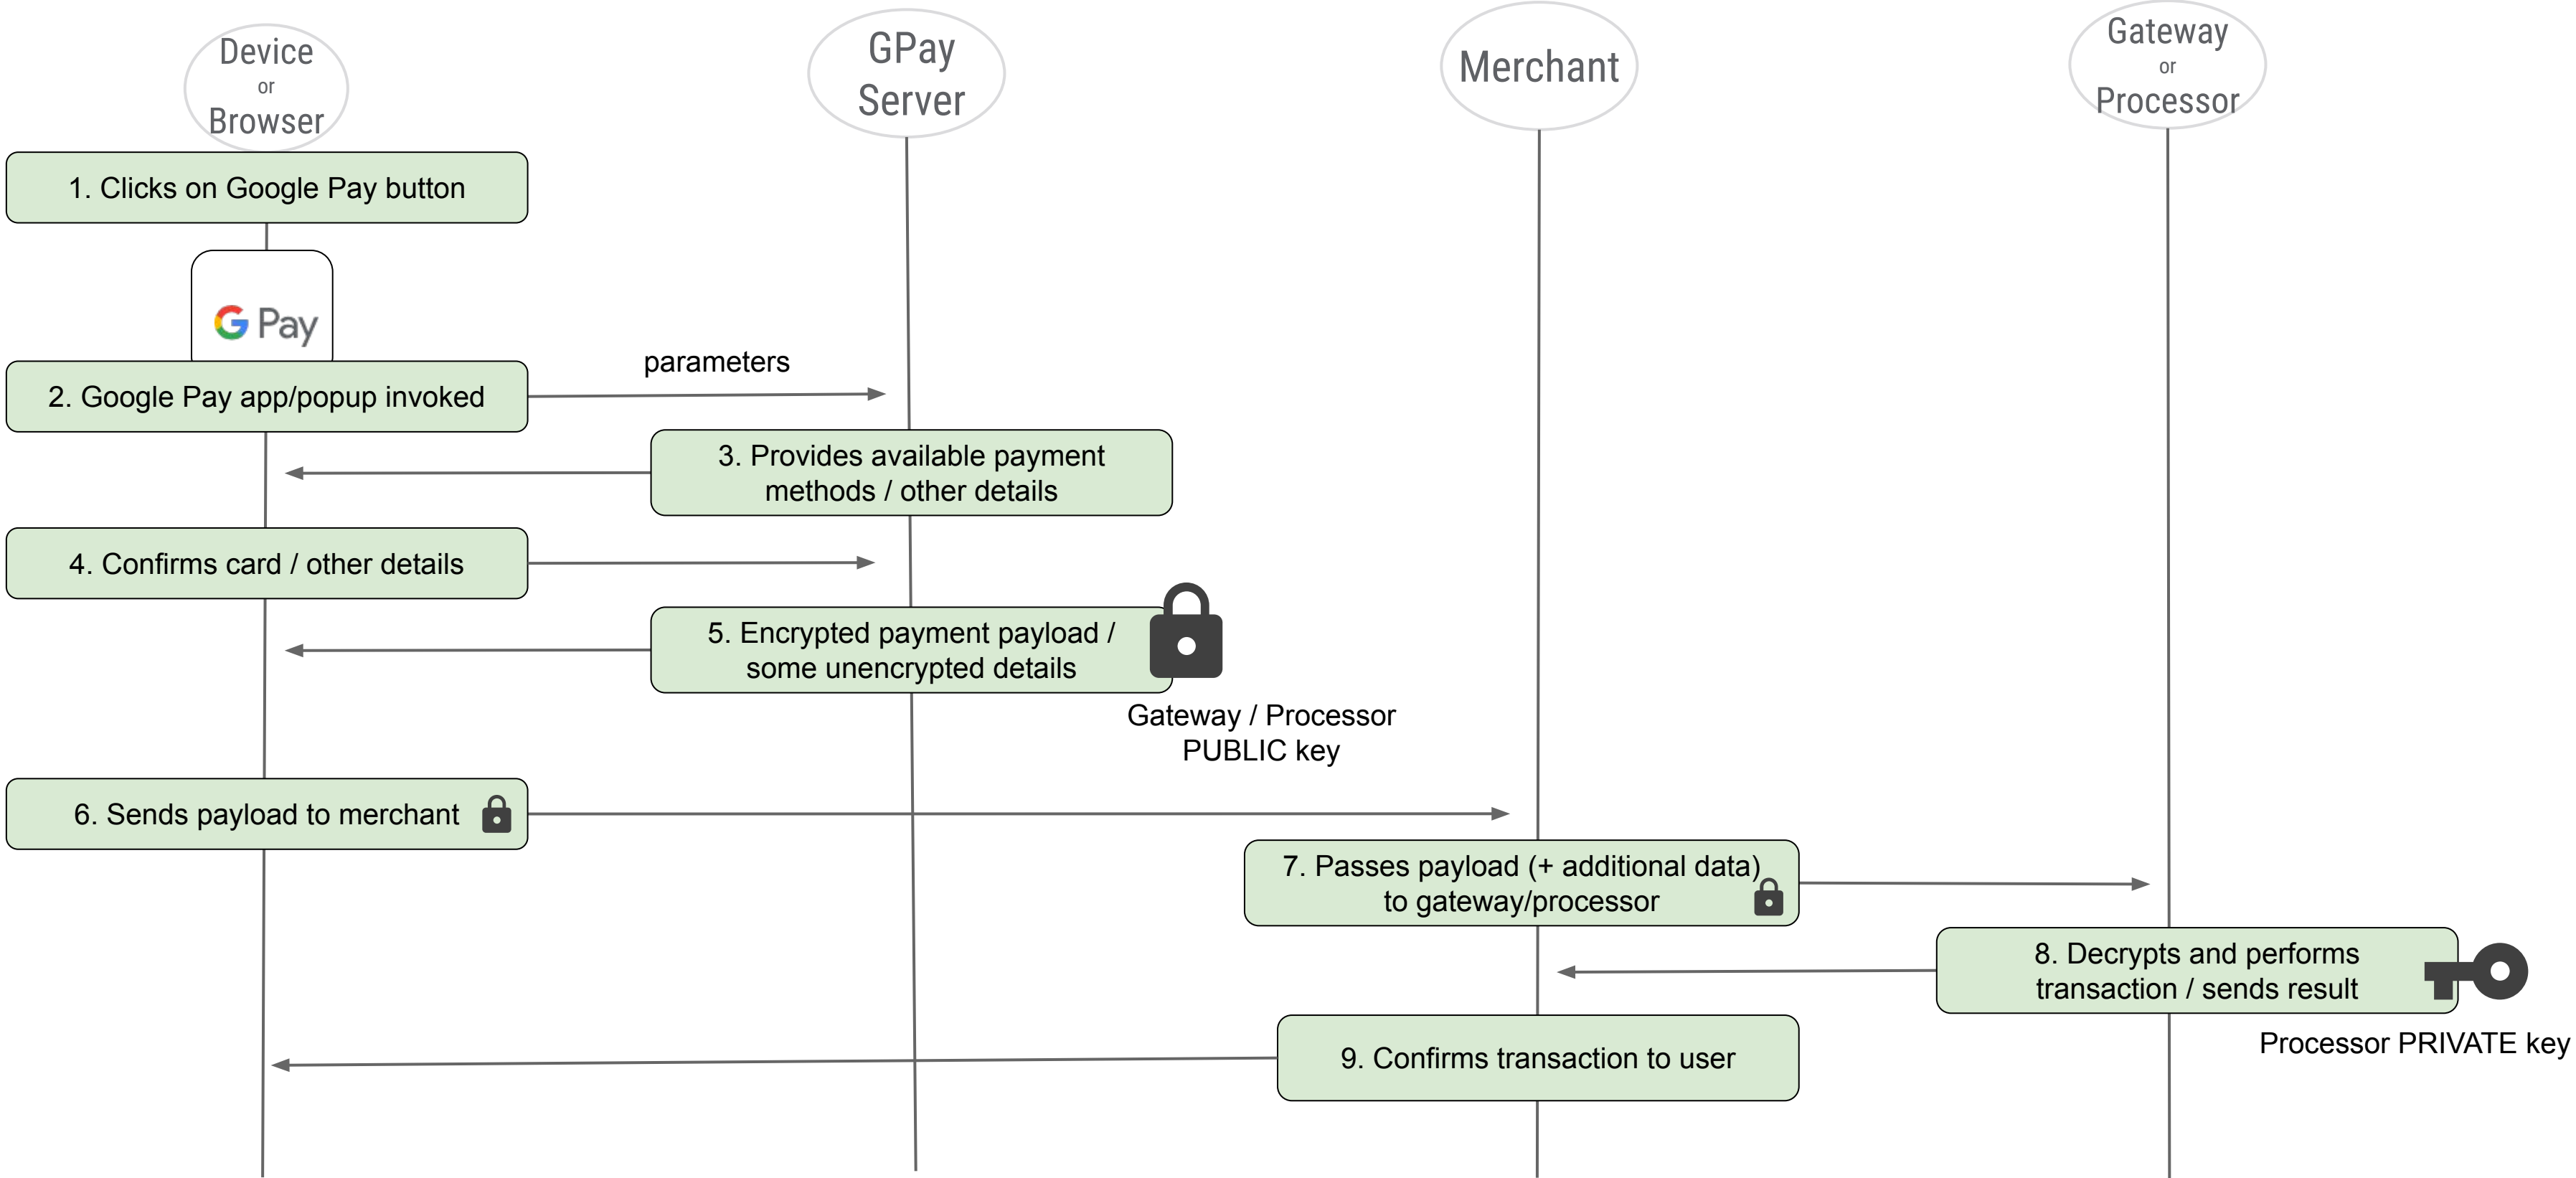 Device
or
Browser
GPay
Server
Merchant
Gateway
or
Processor
1. Clicks on Google Pay button
G Pay
2. Google Pay app/popup invoked
parameters
3. Provides available payment
methods / other details
4. Confirms card / other details
5. Encrypted payment payload /
some unencrypted details
Gateway / Processor
PUBLIC key
6. Sends payload to merchant
7. Passes payload (+ additional data)
to gateway/processor
8. Decrypts and performs
transaction / sends result
Processor PRIVATE key
9. Confirms transaction to user